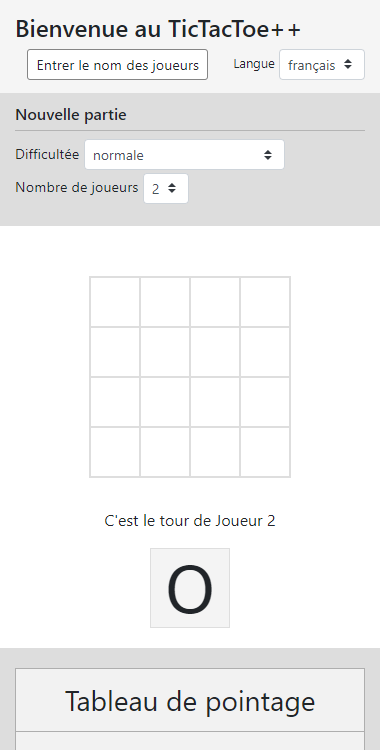 Bienvenue au TicTacToe++
Entrer le nom des joueurs Langue français
Nouvelle partie
Difficultée normale
Nombre de joueurs 2
C'est le tour de Joueur 2
O
Tableau de pointage